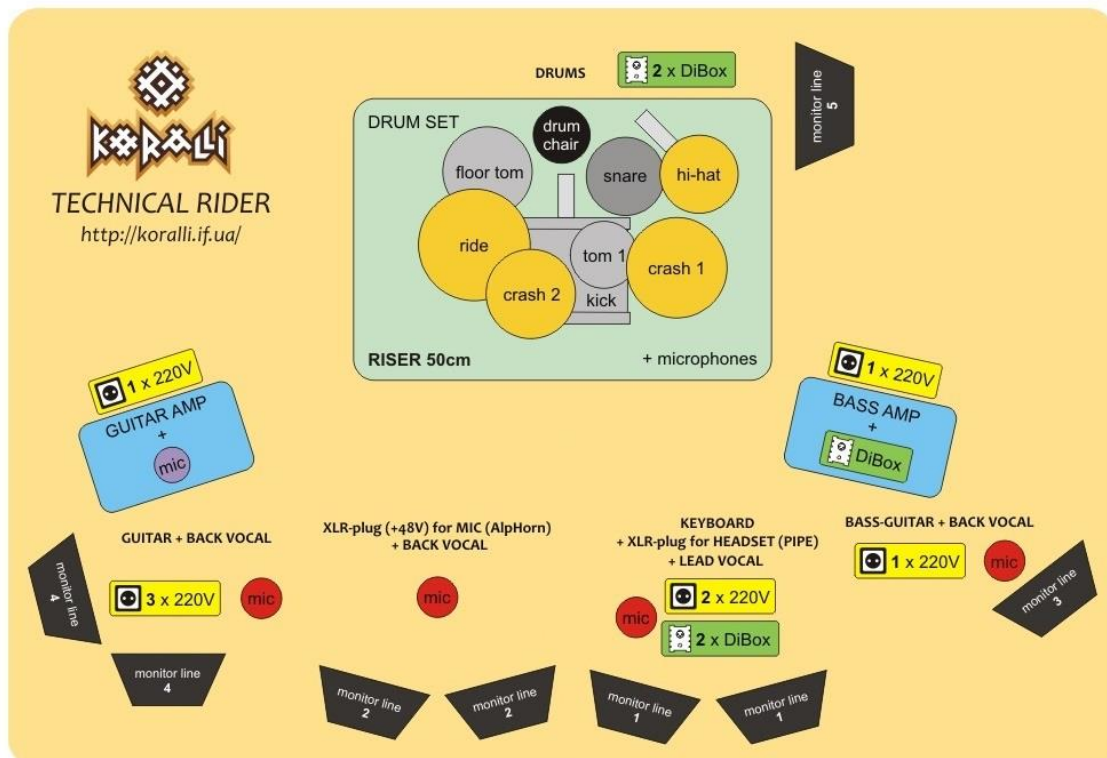 KORALLI
TECHNICAL RIDER
http://koralli.if.ua/
DRUMS
2 x DiBox
monitor line
5
DRUM SET
drum
chair
floor tom
snare
hi-hat
ride
tom 1
crash 1
crash 2
kick
RISER 50cm
+ microphones
1 x 220V
GUITAR AMP
+
mic
1 x 220V
BASS AMP
+
DiBox
GUITAR + BACK VOCAL
monitor line
4
3 x 220V
mic
monitor line
4
XLR-plug (+48V) for MIC (AlpHorn)
+ BACK VOCAL
mic
monitor line
2
monitor line
2
KEYBOARD
+ XLR-plug for HEADSET (PIPE)
+ LEAD VOCAL
mic
2 x 220V
2 x DiBox
monitor line
1
monitor line
1
BASS-GUITAR + BACK VOCAL
1 x 220V
mic
monitor line
3